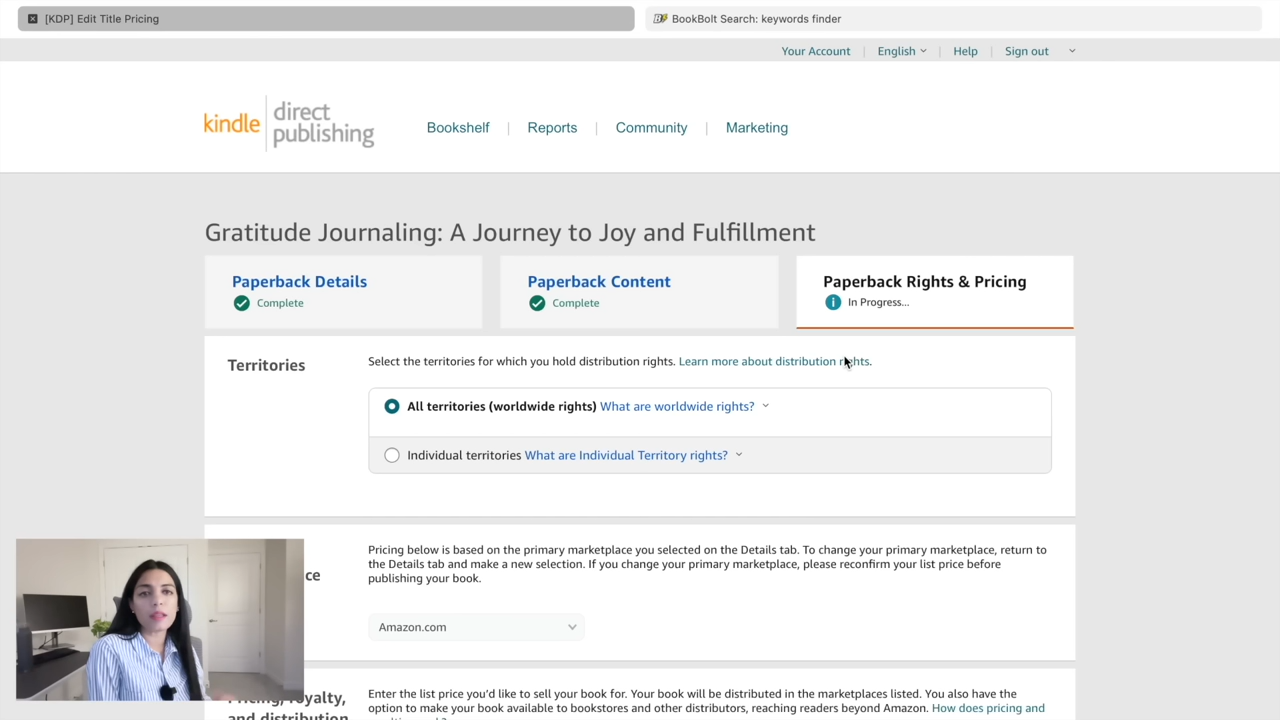 [KDP] Edit Title Pricing
BookBolt Search: keywords finder
Your Account | English | Help | Sign out
kindle direct publishing
Bookshelf | Reports | Community | Marketing
Gratitude Journaling: A Journey to Joy and Fulfillment
Paperback Details
Complete
Paperback Content
Complete
Paperback Rights & Pricing
In Progress...
Territories
Select the territories for which you hold distribution rights. Learn more about distribution rights.
All territories (worldwide rights) What are worldwide rights?
Individual territories What are Individual Territory rights?
Pricing below is based on the primary marketplace you selected on the Details tab. To change your primary marketplace, return to
the Details tab and make a new selection. If you change your primary marketplace, please reconfirm your list price before
publishing your book.
Amazon.com
Pricing, royalty,
and distribution
Enter the list price you'd like to sell your book for. Your book will be distributed in the marketplaces listed. You also have the
option to make your book available to bookstores and other distributors, reaching readers beyond Amazon. How does pricing and